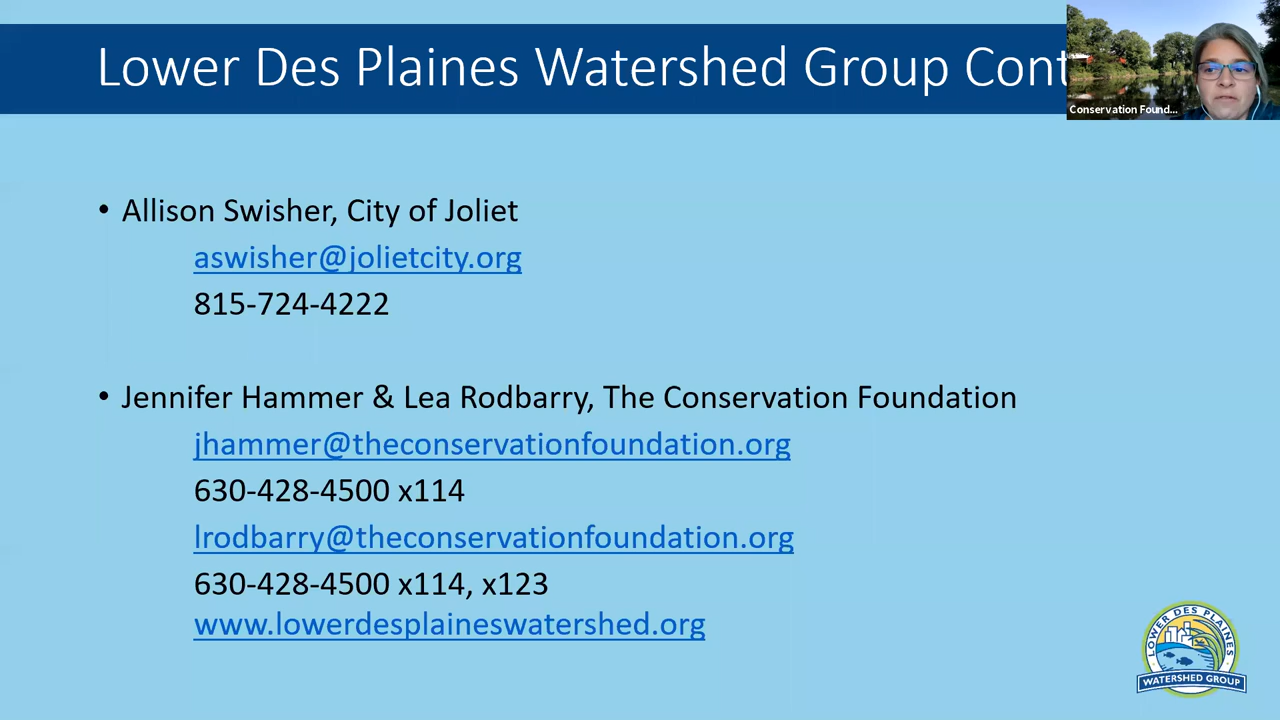 Lower Des Plaines Watershed Group Cont
Conservation Found...
• Allison Swisher, City of Joliet
aswisher@jolietcity.org
815-724-4222
• Jennifer Hammer & Lea Rodbarry, The Conservation Foundation
jhammer@theconservationfoundation.org
630-428-4500 x114
lrodbarry@theconservationfoundation.org
630-428-4500 x114, x123
www.lowerdesplaineswatershed.org
LOWER DES PLAINES
WATERSHED GROUP